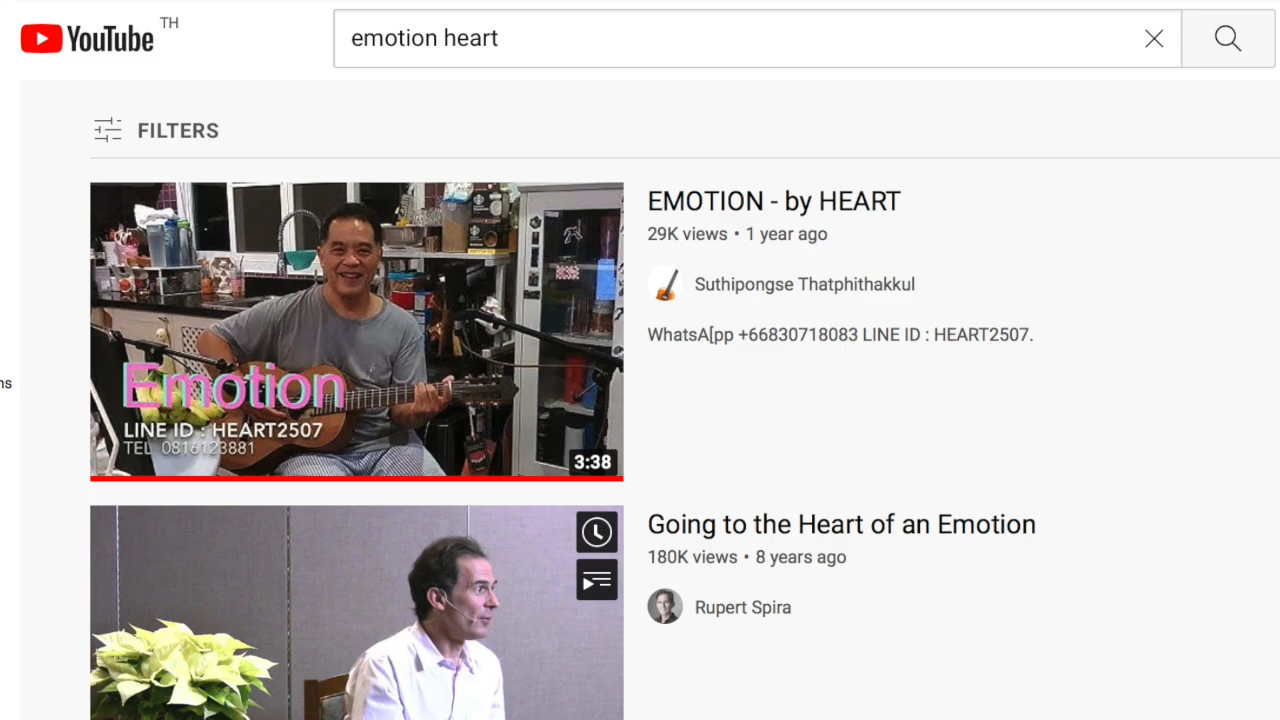 YouTube TH
emotion heart
FILTERS
EMOTION - by HEART
29K views • 1 year ago
Suthipongse Thatphithakkul
WhatsA[pp +66830718083 LINE ID : HEART2507.
ns
Emotion
LINE ID : HEART2507
TEL 0816123881
3:38
Going to the Heart of an Emotion
180K views • 8 years ago
Rupert Spira